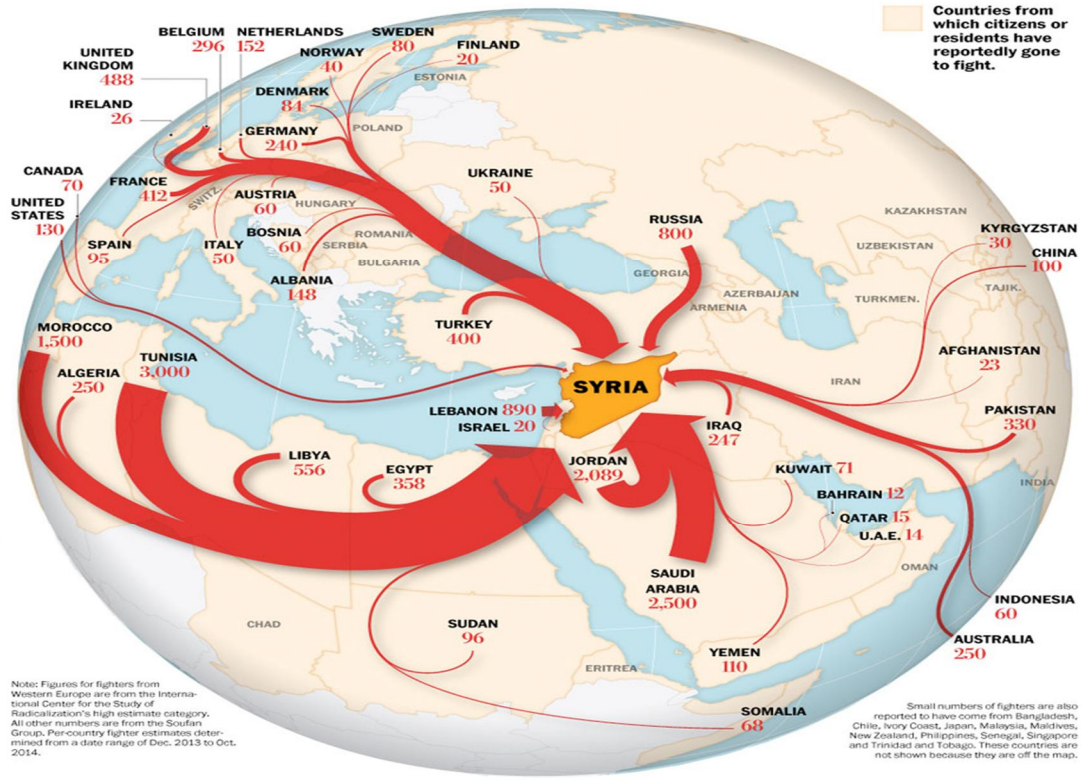 Countries from
which citizens or
residents have
reportedly gone
to fight.
BELGIUM
296
NETHERLANDS
152
SWEDEN
80
NORWAY
40
FINLAND
20
UNITED
KINGDOM
488
ESTONIA
DENMARK
84
IRELAND
26
GERMANY
240
POLAND
CANADA
70
FRANCE
412
SWITZ.
AUSTRIA
60
HUNGARY
UKRAINE
50
UNITED
STATES
130
RUSSIA
800
KAZAKHSTAN
KYRGYZSTAN
30
SPAIN
95
ITALY
50
BOSNIA
60
ROMANIA
SERBIA
BULGARIA
UZBEKISTAN
CHINA
100
ALBANIA
148
GEORGIA
AZERBAIJAN
ARMENIA
TURKMEN.
TAJIK.
MOROCCO
1,500
TURKEY
400
ALGERIA
250
TUNISIA
3,000
SYRIA
IRAN
AFGHANISTAN
23
LEBANON 890
ISRAEL 20
IRAQ
247
PAKISTAN
330
LIBYA
556
EGYPT
358
JORDAN
2,089
KUWAIT 71
BAHRAIN 12
QATAR 15
U.A.E. 14
INDIA
OMAN
SAUDI
ARABIA
2,500
INDONESIA
60
CHAD
SUDAN
96
AUSTRALIA
250
ERITREA
YEMEN
110
SOMALIA
68
Note: Figures for fighters from
Western Europe are from the Interna-
tional Center for the Study of
Radicalization's high estimate category.
All other numbers are from the Soufan
Group. Per-country fighter estimates deter-
mined from a date range of Dec. 2013 to Oct.
2014.
Small numbers of fighters are also
reported to have come from Bangladesh,
Chile, Ivory Coast, Japan, Malaysia, Maldives,
New Zealand, Philippines, Senegal, Singapore
and Trinidad and Tobago. These countries are
not shown because they are off the map.